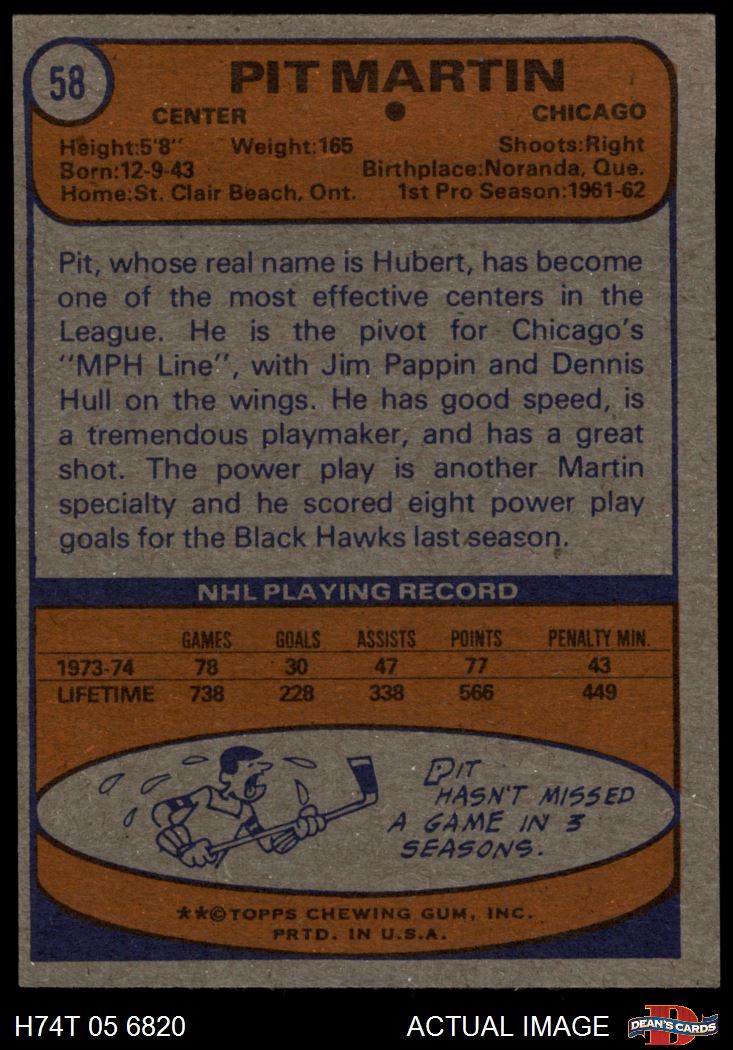 58
PIT MARTIN
CENTER CHICAGO
Height:5'8" Weight:165 Shoots:Right
Born:12-9-43 Birthplace:Noranda, Que.
Home:St. Clair Beach, Ont. 1st Pro Season:1961-62
Pit, whose real name is Hubert, has become
one of the most effective centers in the
League. He is the pivot for Chicago's
"MPH Line", with Jim Pappin and Dennis
Hull on the wings. He has good speed, is
a tremendous playmaker, and has a great
shot. The power play is another Martin
specialty and he scored eight power play
goals for the Black Hawks last season.
NHL PLAYING RECORD
GAMES GOALS ASSISTS POINTS PENALTY MIN.
1973-74 78 30 47 77 43
LIFETIME 738 228 338 566 449
PIT
HASN'T MISSED
A GAME IN 3
SEASONS.
**©TOPPS CHEWING GUM, INC.
PRTD. IN U.S.A.
H74T 05 6820 ACTUAL IMAGE D DEAN'S CARDS